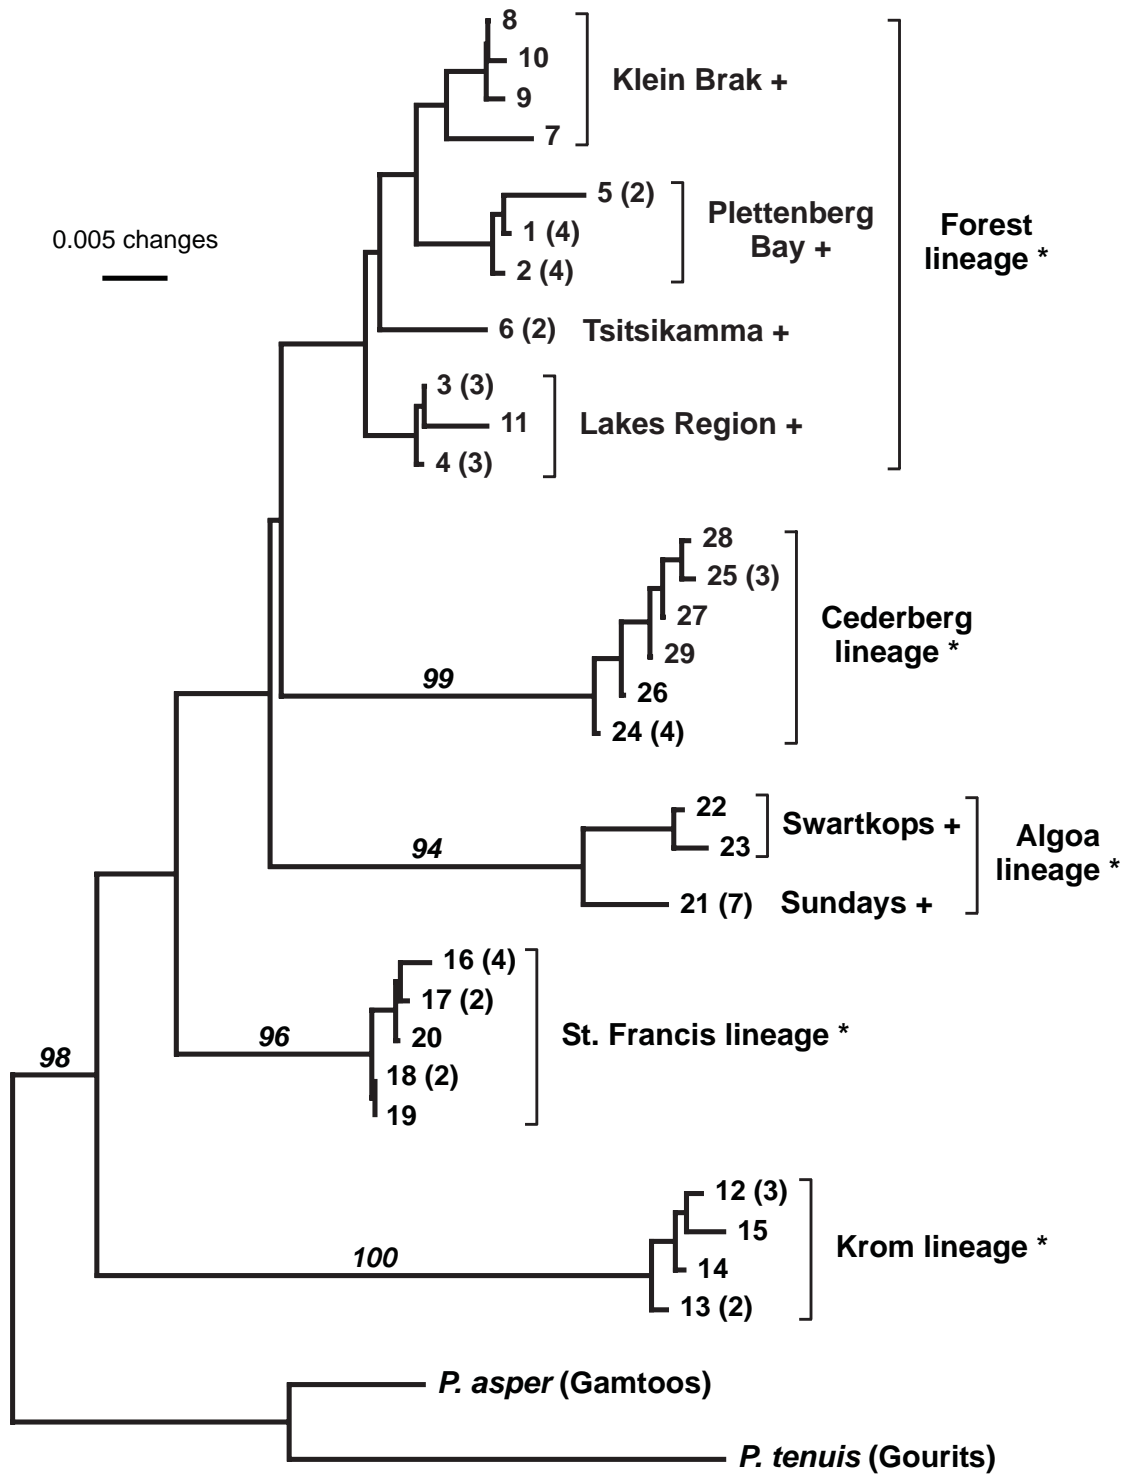 8
10
Klein Brak +
9
7
5 (2)
Plettenberg
Bay +
1 (4)
2 (4)
Forest
lineage *
0.005 changes
6 (2)
Tsitsikamma +
3 (3)
11
Lakes Region +
4 (3)
28
25 (3)
27
29
26
24 (4)
Cederberg
lineage *
99
22
23
Swartkops +
Algoa
lineage *
94
21 (7)
Sundays +
16 (4)
17 (2)
20
18 (2)
19
St. Francis lineage *
96
98
12 (3)
15
14
13 (2)
Krom lineage *
100
P. asper (Gamtoos)
P. tenuis (Gourits)